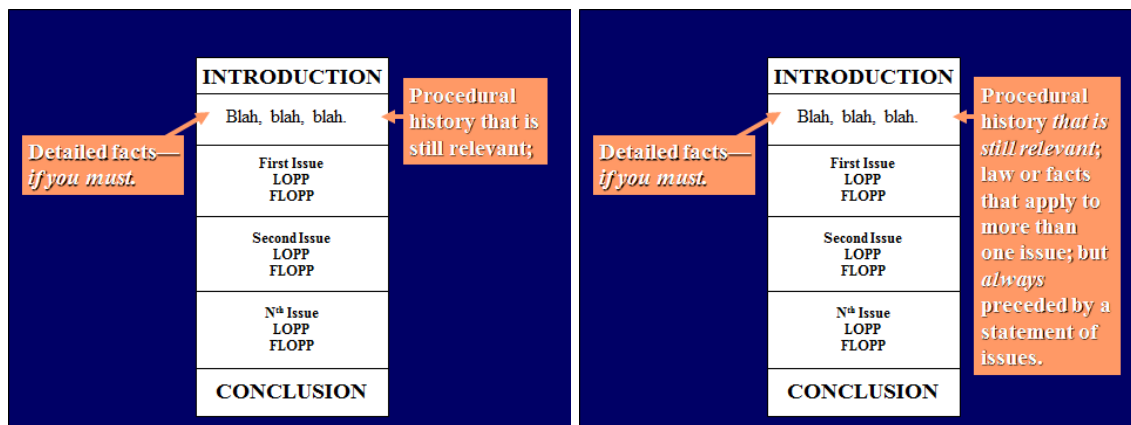 INTRODUCTION
Blah, blah, blah.
Detailed facts—
if you must.
Procedural
history that is
still relevant;
First Issue
LOPP
FLOPP
Second Issue
LOPP
FLOPP
Nth Issue
LOPP
FLOPP
CONCLUSION
INTRODUCTION
Blah, blah, blah.
Detailed facts—
if you must.
Procedural
history that is
still relevant;
law or facts
that apply to
more than
one issue; but
always
preceded by a
statement of
issues.
First Issue
LOPP
FLOPP
Second Issue
LOPP
FLOPP
Nth Issue
LOPP
FLOPP
CONCLUSION